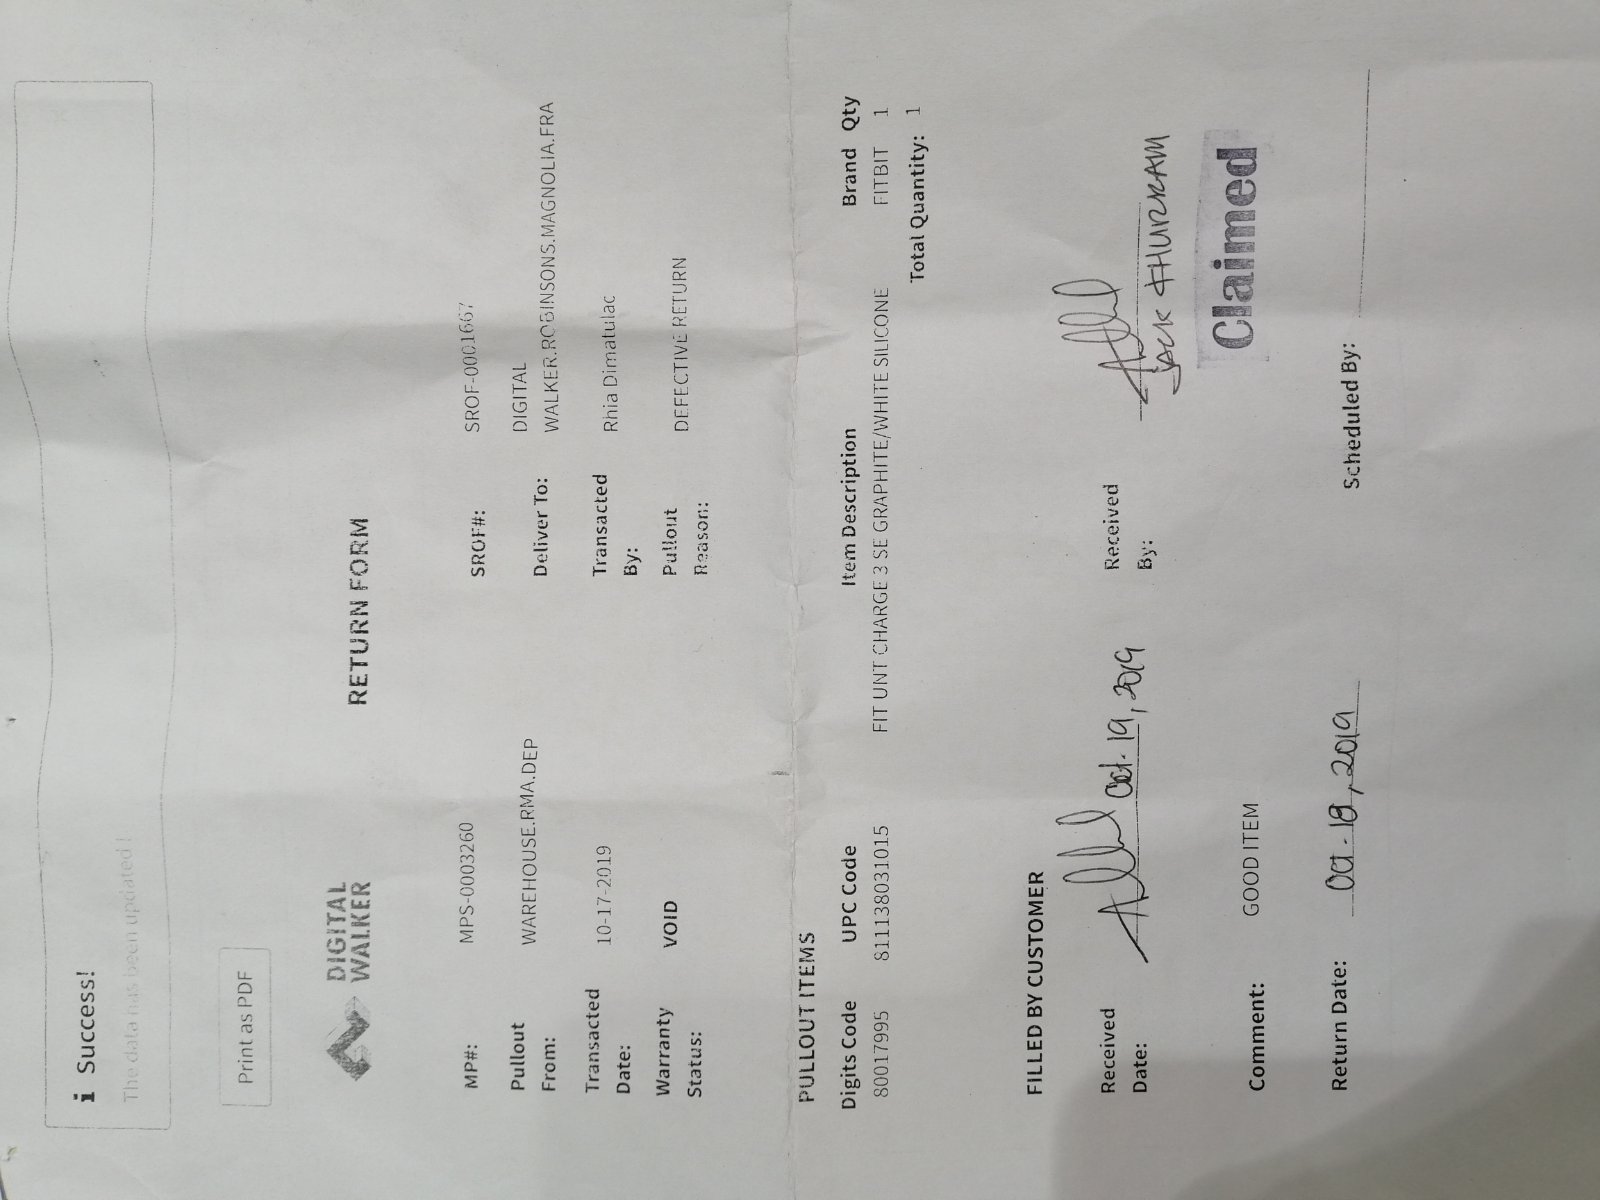 i Success!
The data has been updated!
Print as PDF
DIGITAL
WALKER
RETURN FORM
MP#: MPS-0003260 SROF#: SROF-0001667
Pullout From: WAREHOUSE.RMA.DEP Deliver To: DIGITAL
WALKER.ROBINSONS.MAGNOLIA.FRA
Transacted Date: 10-17-2019 Transacted By: Rhia Dimatulac
Warranty Status: VOID Pullout Reason: DEFECTIVE RETURN
PULLOUT ITEMS
Digits Code UPC Code Item Description Brand Qty
80017995 811138031015 FIT UNT CHARGE 3 SE GRAPHITE/WHITE SILICONE FITBIT 1
Total Quantity: 1
FILLED BY CUSTOMER
Received Date: Oct. 19, 2019 Received By: JACK KHURRAM
Comment: GOOD ITEM Claimed
Return Date: Oct. 18, 2019 Scheduled By: